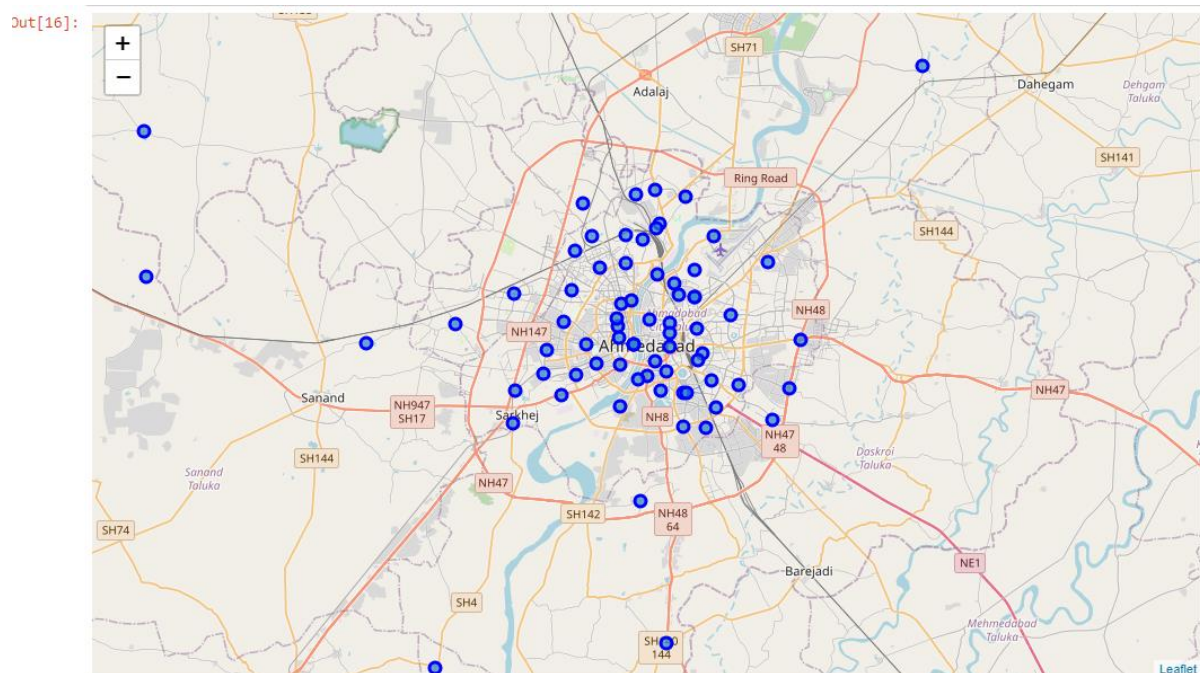 Out[16]:
+
−
SH71
Adalaj
Dahegam
Dehgam
Taluka
SH141
Ring Road
SH144
NH48
NH147
Ahmedabad
Sanand
NH947
SH17
Sarkhej
NH8
NH47
NH47
48
Daskroi
Taluka
SH144
Sanand
Taluka
NH47
SH142
NH48
64
SH74
NE1
Barejadi
SH4
Mehmedabad
Taluka
144
Leaflet